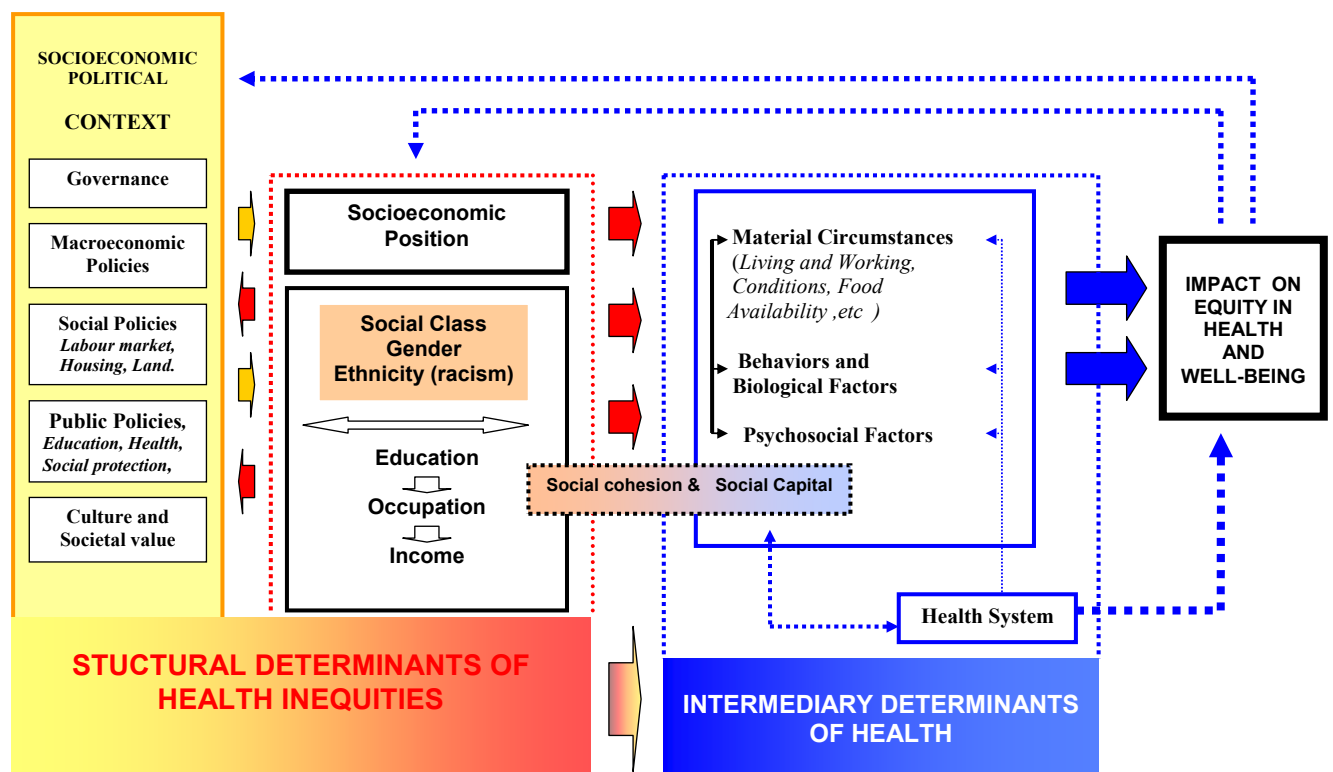 SOCIOECONOMIC
POLITICAL
CONTEXT
Governance
Macroeconomic
Policies
Social Policies
Labour market,
Housing, Land.
Public Policies,
Education, Health,
Social protection,
Culture and
Societal value
Socioeconomic
Position
Social Class
Gender
Ethnicity (racism)
Education
Occupation
Income
Social cohesion & Social Capital
Material Circumstances
(Living and Working,
Conditions, Food
Availability ,etc )
Behaviors and
Biological Factors
Psychosocial Factors
Health System
IMPACT ON
EQUITY IN
HEALTH
AND
WELL-BEING
STUCTURAL DETERMINANTS OF
HEALTH INEQUITIES
INTERMEDIARY DETERMINANTS
OF HEALTH